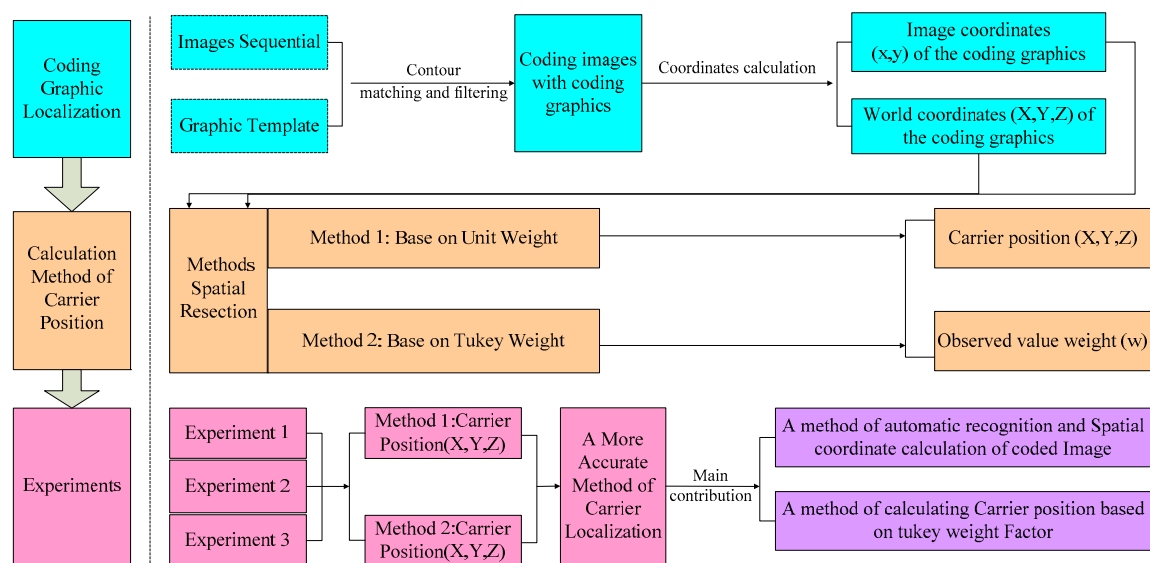 Coding
Graphic
Localization
Images Sequential
Graphic Template
Contour
matching and filtering
Coding images
with coding
graphics
Coordinates calculation
Image coordinates
(x,y) of the coding graphics
World coordinates (X,Y,Z) of
the coding graphics
Calculation
Method of
Carrier
Position
Methods
Spatial
Resection
Method 1: Base on Unit Weight
Method 2: Base on Tukey Weight
Carrier position (X,Y,Z)
Observed value weight (w)
Experiments
Experiment 1
Experiment 2
Experiment 3
Method 1:Carrier
Position(X,Y,Z)
Method 2:Carrier
Position(X,Y,Z)
A More
Accurate
Method of
Carrier
Localization
Main
contribution
A method of automatic recognition and Spatial
coordinate calculation of coded Image
A method of calculating Carrier position based
on tukey weight Factor